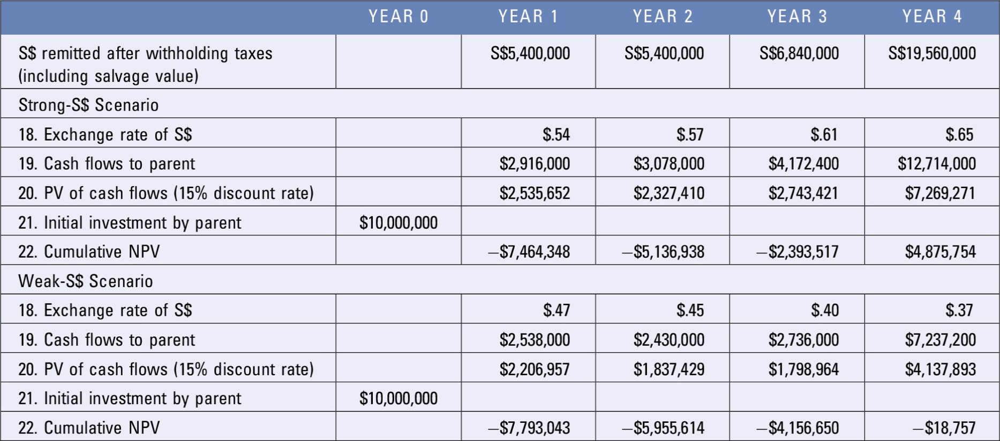 YEAR 0 YEAR 1 YEAR 2 YEAR 3 YEAR 4
S$ remitted after withholding taxes S$5,400,000 S$5,400,000 S$6,840,000 S$19,560,000
(including salvage value)
Strong-S$ Scenario
18. Exchange rate of S$ $.54 $.57 $.61 $.65
19. Cash flows to parent $2,916,000 $3,078,000 $4,172,400 $12,714,000
20. PV of cash flows (15% discount rate) $2,535,652 $2,327,410 $2,743,421 $7,269,271
21. Initial investment by parent $10,000,000
22. Cumulative NPV –$7,464,348 –$5,136,938 –$2,393,517 $4,875,754
Weak-S$ Scenario
18. Exchange rate of S$ $.47 $.45 $.40 $.37
19. Cash flows to parent $2,538,000 $2,430,000 $2,736,000 $7,237,200
20. PV of cash flows (15% discount rate) $2,206,957 $1,837,429 $1,798,964 $4,137,893
21. Initial investment by parent $10,000,000
22. Cumulative NPV –$7,793,043 –$5,955,614 –$4,156,650 –$18,757